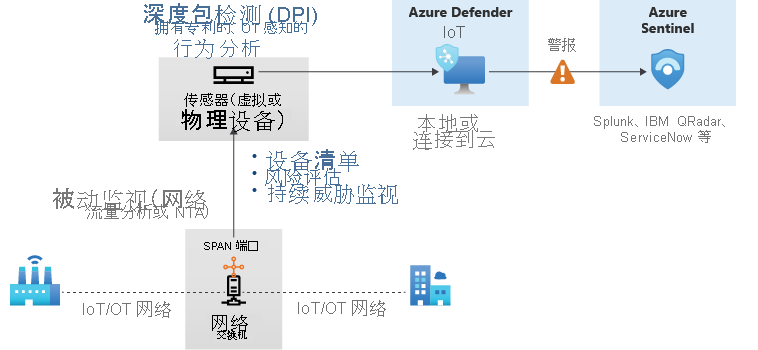 深度包检测 (DPI)
拥有专利的、OT 感知的
行为分析
传感器（虚拟或
物理设备）
Azure Defender
IoT
本地或
连接到云
警报
Azure
Sentinel
Splunk、IBM QRadar、
ServiceNow 等
• 设备清单
• 风险评估
• 持续威胁监视
被动监视（网络
流量分析或 NTA）
SPAN 端口
IoT/OT 网络
网络
交换机
IoT/OT 网络